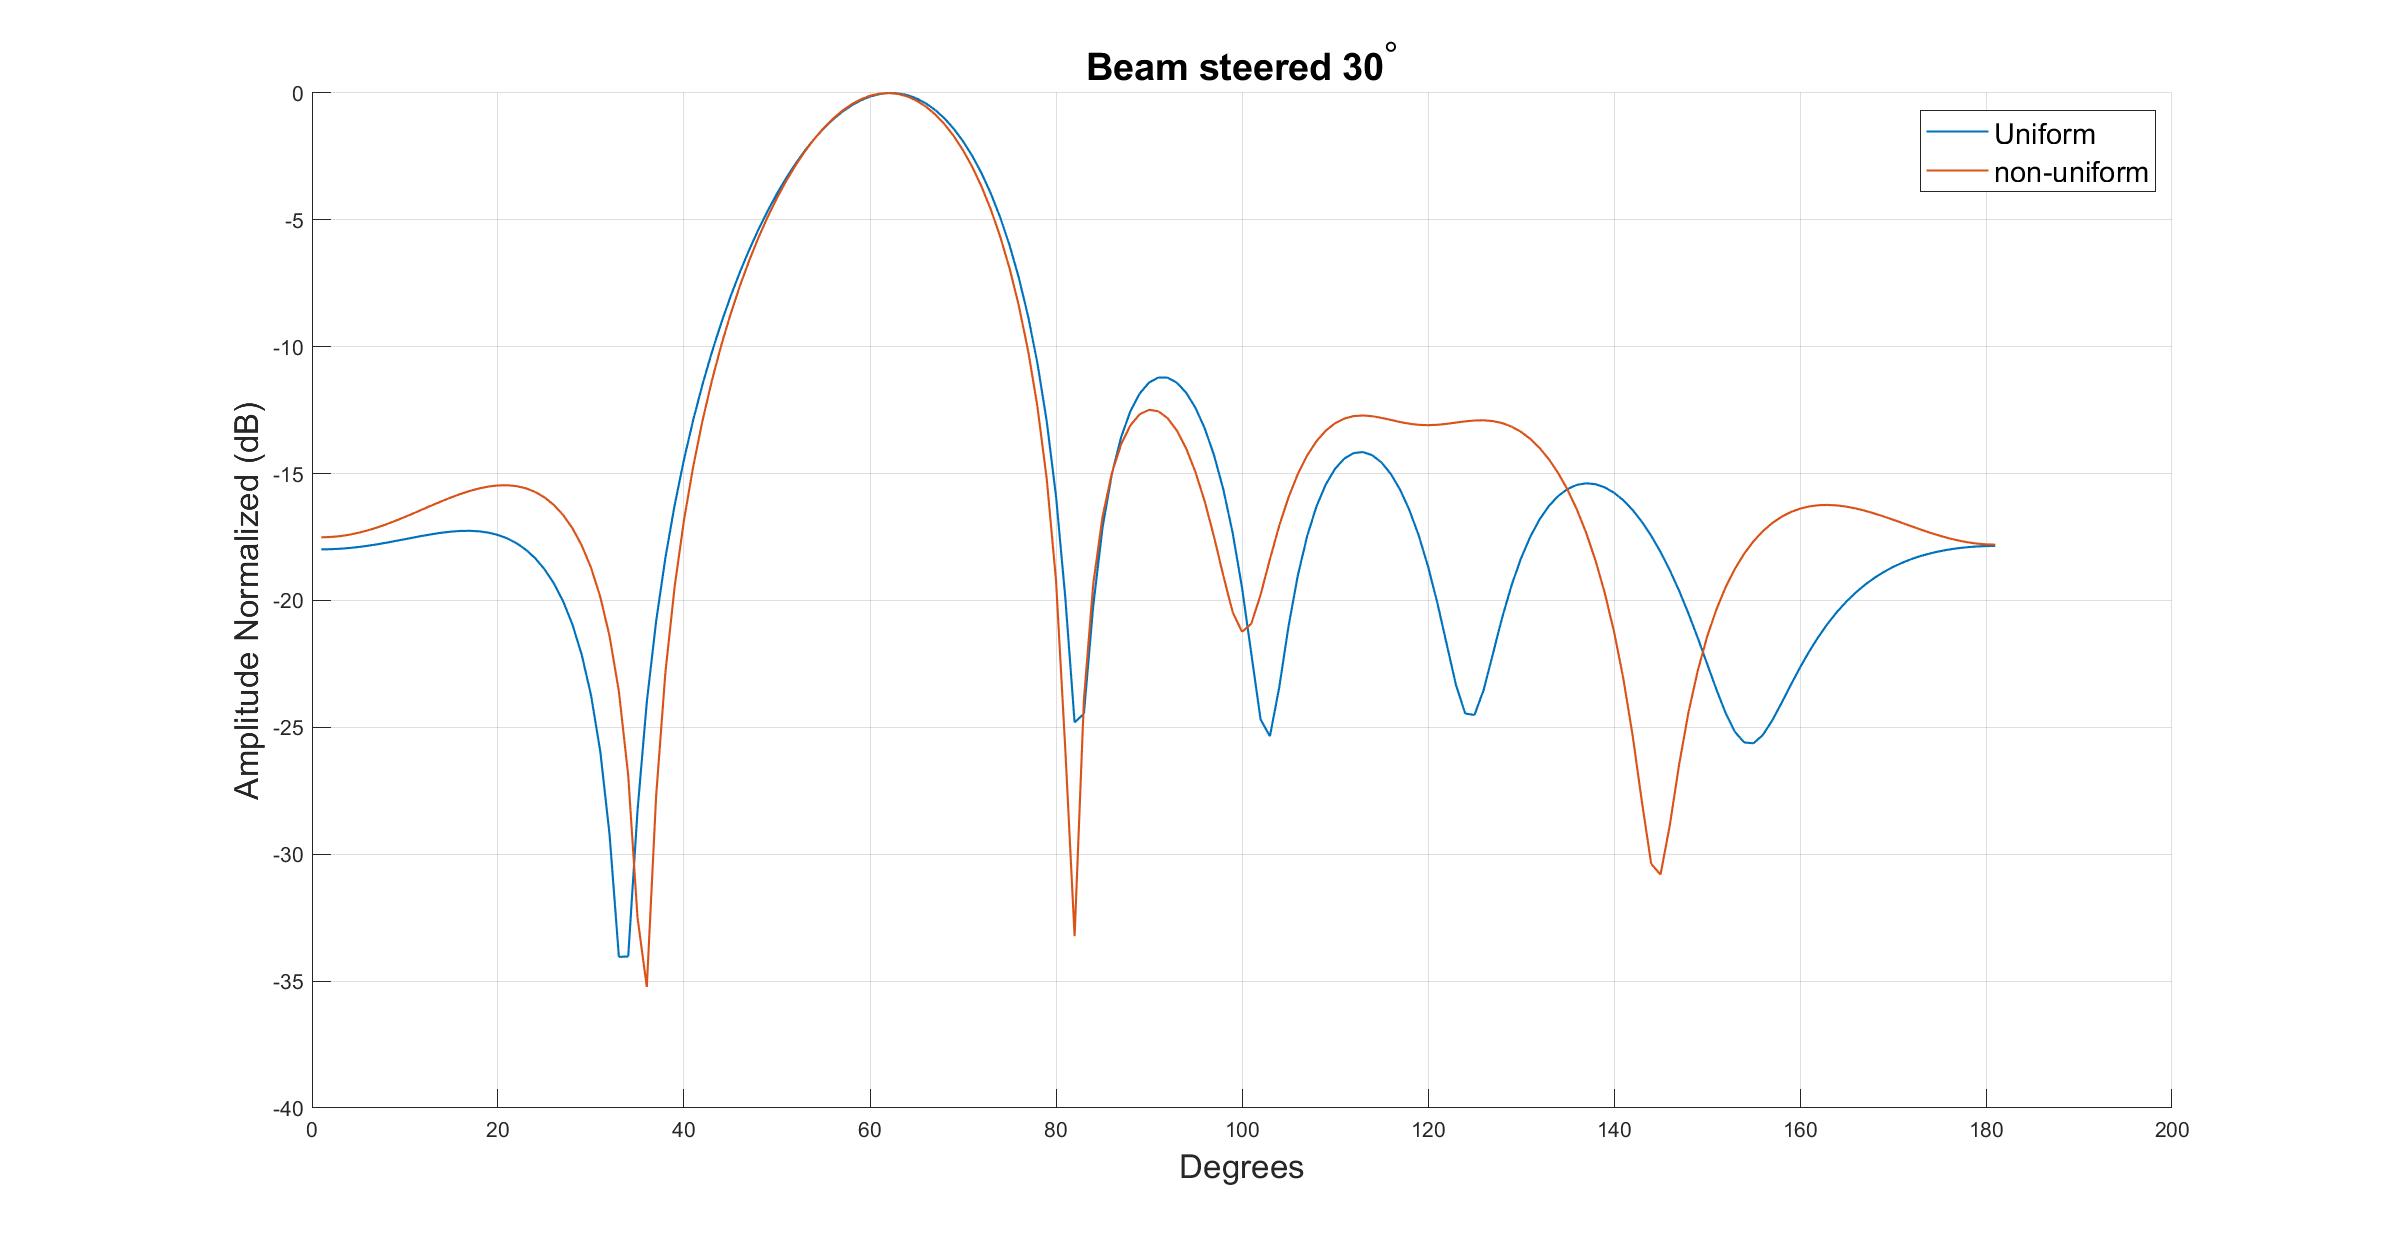 Beam steered 30°
Uniform
non-uniform
Amplitude Normalized (dB)
0
-5
-10
-15
-20
-25
-30
-35
-40
0 20 40 60 80 100 120 140 160 180 200
Degrees